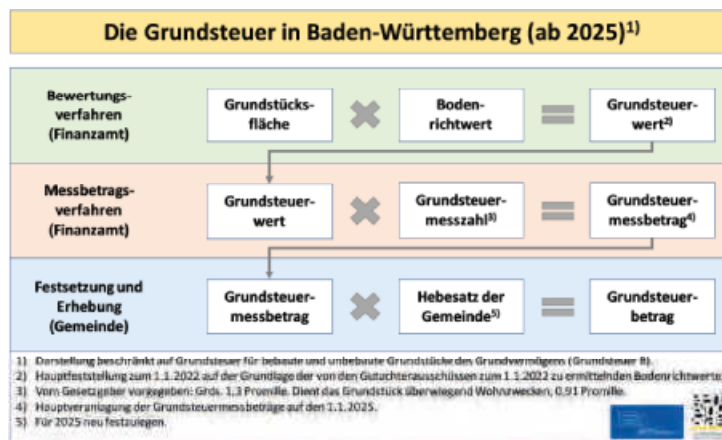 Die Grundsteuer in Baden-Württemberg (ab 2025)1)
Bewertungs-
verfahren
(Finanzamt)
Grundstücks-
fläche
Boden-
richtwert
Grundsteuer-
wert2)
Messbetrags-
verfahren
(Finanzamt)
Grundsteuer-
wert
Grundsteuer-
messzahl3)
Grundsteuer-
messbetrag4)
Festsetzung und
Erhebung
(Gemeinde)
Grundsteuer-
messbetrag
Hebesatz der
Gemeinde5)
Grundsteuer-
betrag
1) Darstellung beschränkt auf Grundsteuer für bebaute und unbebaute Grundstücke des Grundvermögens (Grundsteuer B).
2) Hauptfeststellung zum 1.1.2022 auf der Grundlage der von den Gutachterausschüssen zum 1.1.2022 zu ermittelnden Bodenrichtwerte.
3) Vom Gesetzgeber vorgegeben: Grds. 1,3 Promille. Dient das Grundstück überwiegend Wohnzwecken, 0,91 Promille.
4) Hauptveranlagung der Grundsteuermessbeträge auf den 1.1.2025.
5) Für 2025 neu festzulegen.